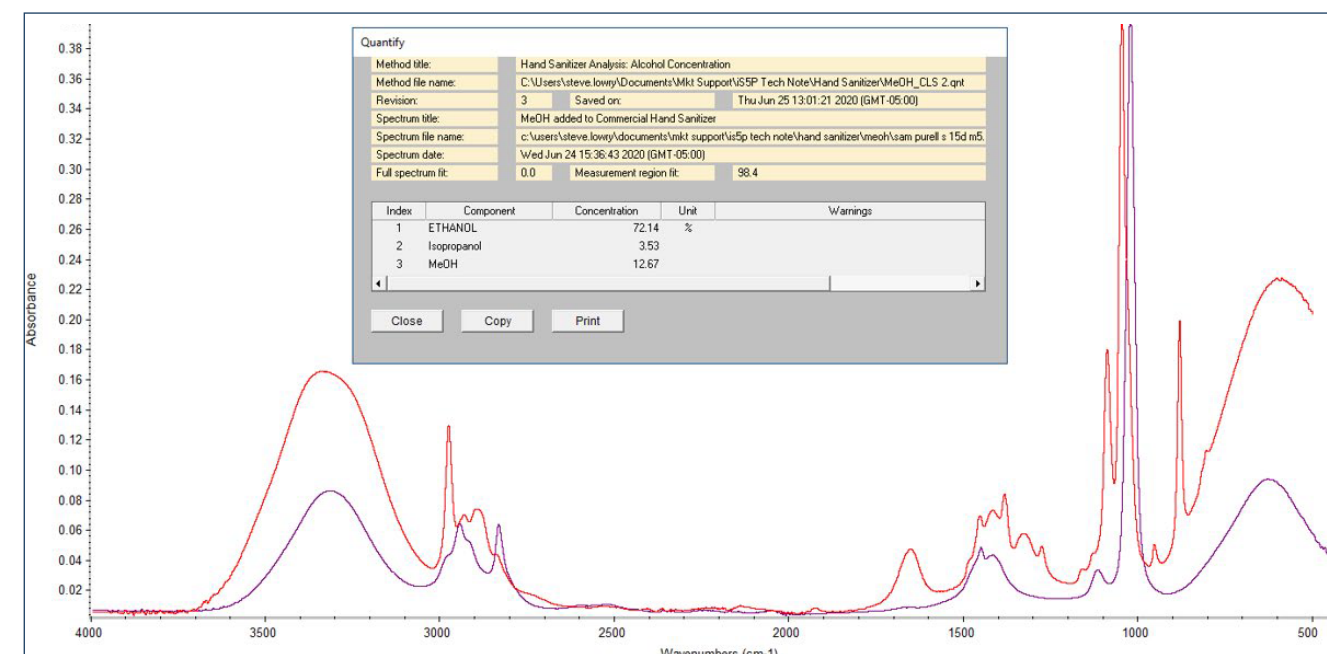 Quantify
Method title: Hand Sanitizer Analysis: Alcohol Concentration
Method file name: C:\Users\steve.lowry\Documents\Mkt Support\iS5P Tech Note\Hand Sanitizer\MeOH_CLS 2.qnt
Revision: 3 Saved on: Thu Jun 25 13:01:21 2020 (GMT-05:00)
Spectrum title: MeOH added to Commercial Hand Sanitizer
Spectrum file name: c:\users\steve.lowry\documents\mkt support\is5p tech note\hand sanitizer\meoh\sam purell s 15d m5.
Spectrum date: Wed Jun 24 15:36:43 2020 (GMT-05:00)
Full spectrum fit: 0.0 Measurement region fit: 98.4
Index Component Concentration Unit Warnings
1 ETHANOL 72.14 %
2 Isopropanol 3.53
3 MeOH 12.67
Close Copy Print
0.38
0.36
0.34
0.32
0.30
0.28
0.26
0.24
0.22
0.20
0.18
0.16
0.14
0.12
0.10
0.08
0.06
0.04
0.02
Absorbance
4000 3500 3000 2500 2000 1500 1000 500
Wavenumbers (cm-1)